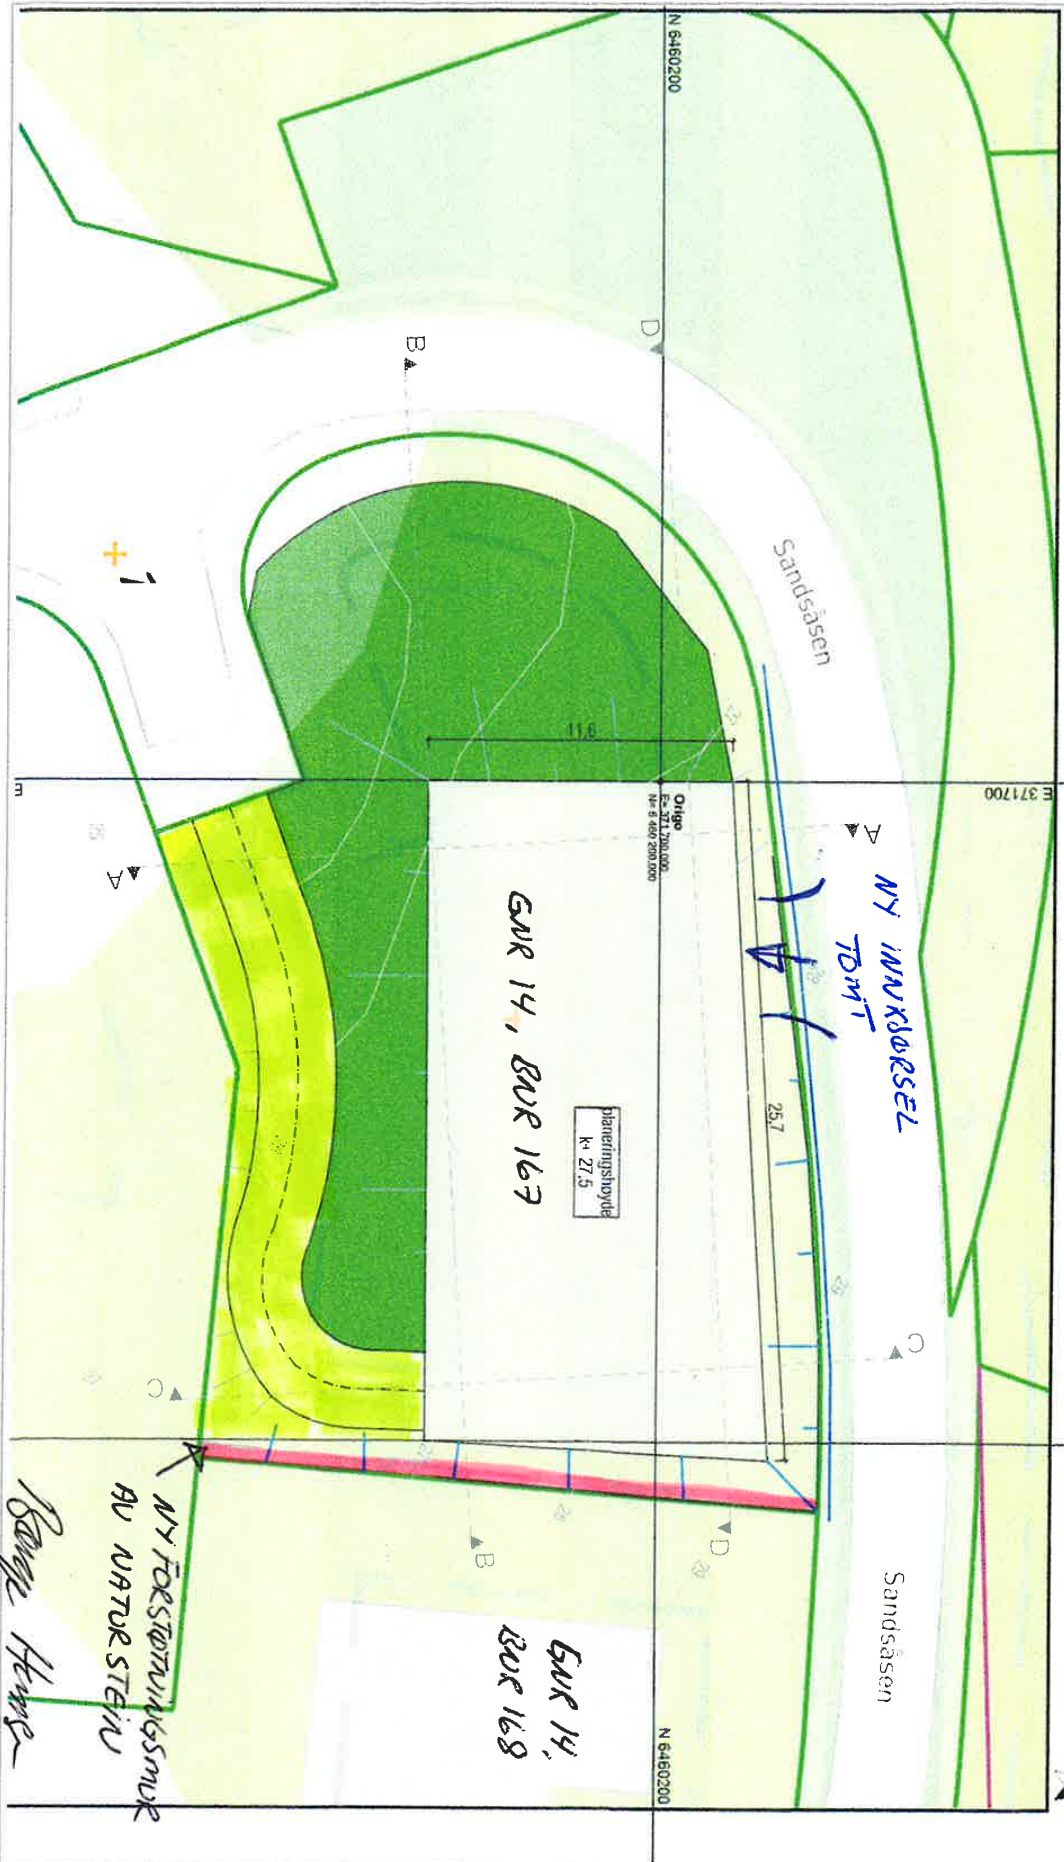 N 6460200
Sandsåsen
E 371700
Origo
E= 371.700.000
N= 6 460 200.000
NY INNKJØRSEL
TOMT
11,6
25,7
planeringshøyde
k+ 27,5
GNR 14, BNR 167
A
A
B
B
C
C
D
D
1
Sandsåsen
N 6460200
GNR 14,
BNR 168
NY FORSTØTNINGSMUR
AV NATURSTEIN
29